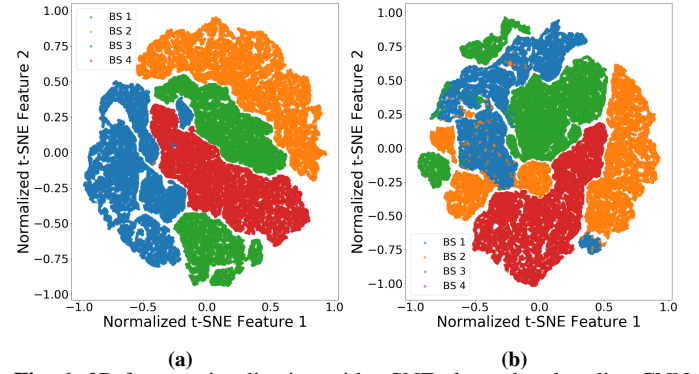 1.00
0.75
0.50
0.25
0.00
−0.25
−0.50
−0.75
−1.00
Normalized t-SNE Feature 2
BS 1
BS 2
BS 3
BS 4
−1.0 −0.5 0.0 0.5 1.0
Normalized t-SNE Feature 1
(a)
1.00
0.75
0.50
0.25
0.00
−0.25
−0.50
−0.75
−1.00
Normalized t-SNE Feature 2
BS 1
BS 2
BS 3
BS 4
−1.0 −0.5 0.0 0.5 1.0
Normalized t-SNE Feature 1
(b)